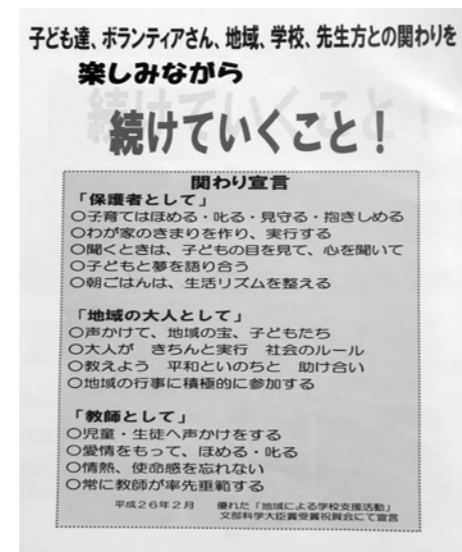 子ども達、ボランティアさん、地域、学校、先生方との関わりを
楽しみながら
続けていくこと！
関わり宣言
「保護者として」
○子育てはほめる・叱る・見守る・抱きしめる
○わが家のきまりを作り、実行する
○聞くときは、子どもの目を見て、心を聞いて
○子どもと夢を語り合う
○朝ごはんは、生活リズムを整える
「地域の大人として」
○声かけて、地域の宝、子どもたち
○大人が　きちんと実行　社会のルール
○教えよう　平和といのちと　助け合い
○地域の行事に積極的に参加する
「教師として」
○児童・生徒へ声かけをする
○愛情をもって、ほめる・叱る
○情熱、使命感を忘れない
○常に教師が率先垂範する
平成２６年２月　優れた「地域による学校支援活動」
文部科学大臣賞受賞祝賀会にて宣言